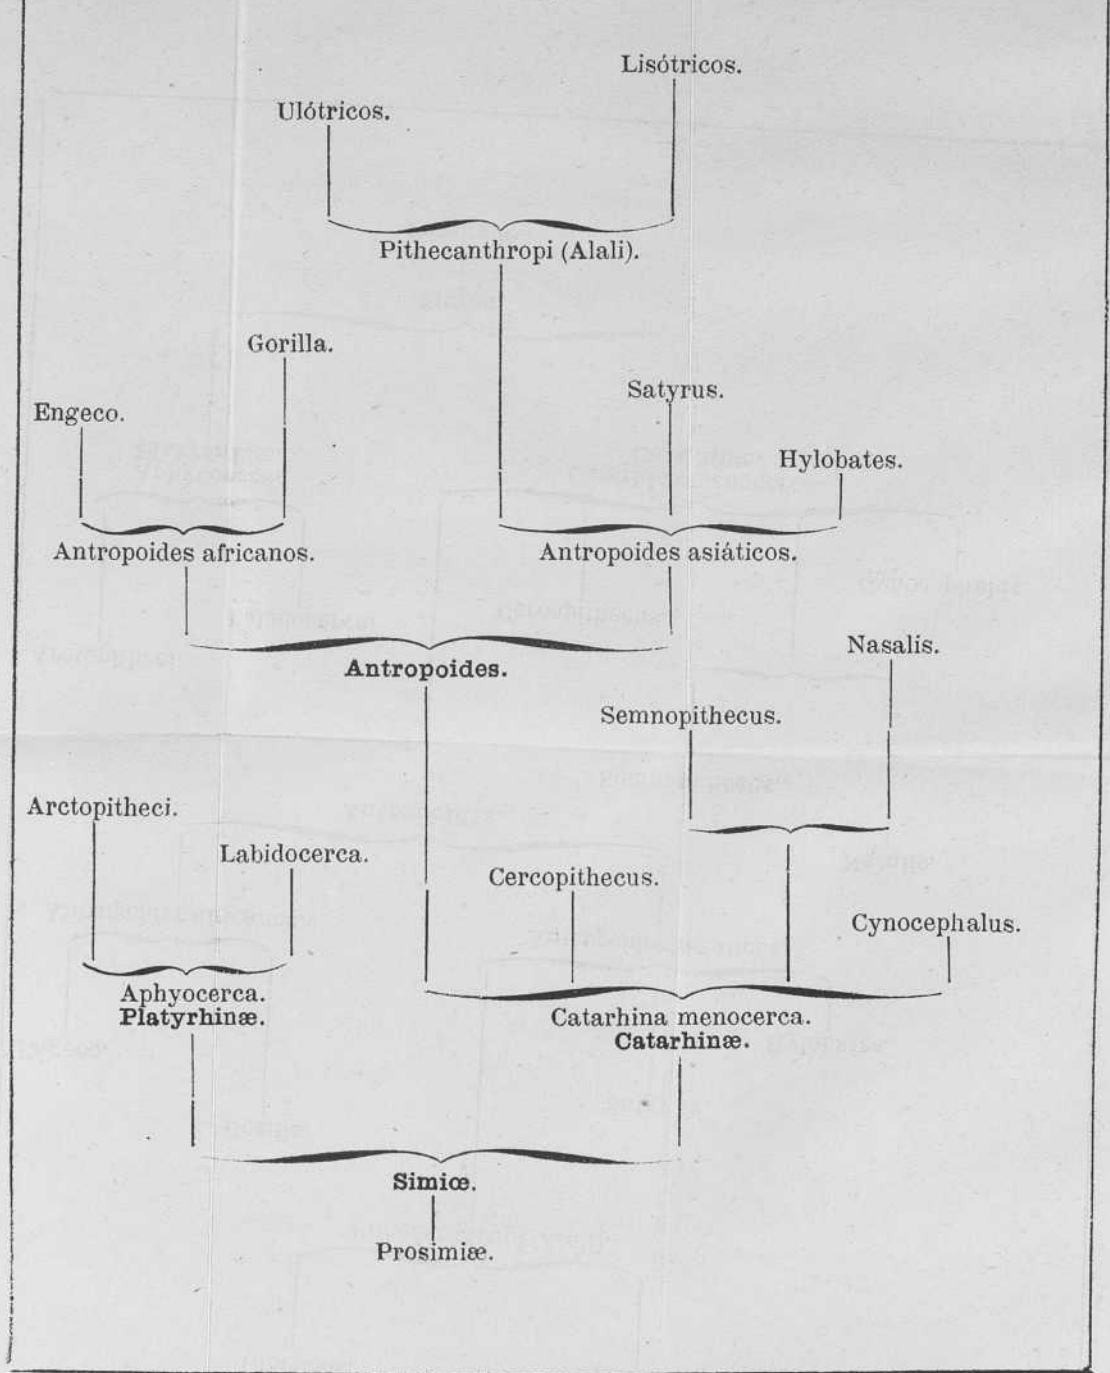 Lisótricos.
Ulótricos.
Pithecanthropi (Alali).
Gorilla.
Satyrus.
Engeco.
Hylobates.
Antropoides africanos.
Antropoides asiáticos.
Nasalis.
Antropoides.
Semnopithecus.
Arctopitheci.
Labidocerca.
Cercopithecus.
Cynocephalus.
Aphyocerca.
Platyrhinæ.
Catarhina menocerca.
Catarhinæ.
Simiœ.
Prosimiæ.